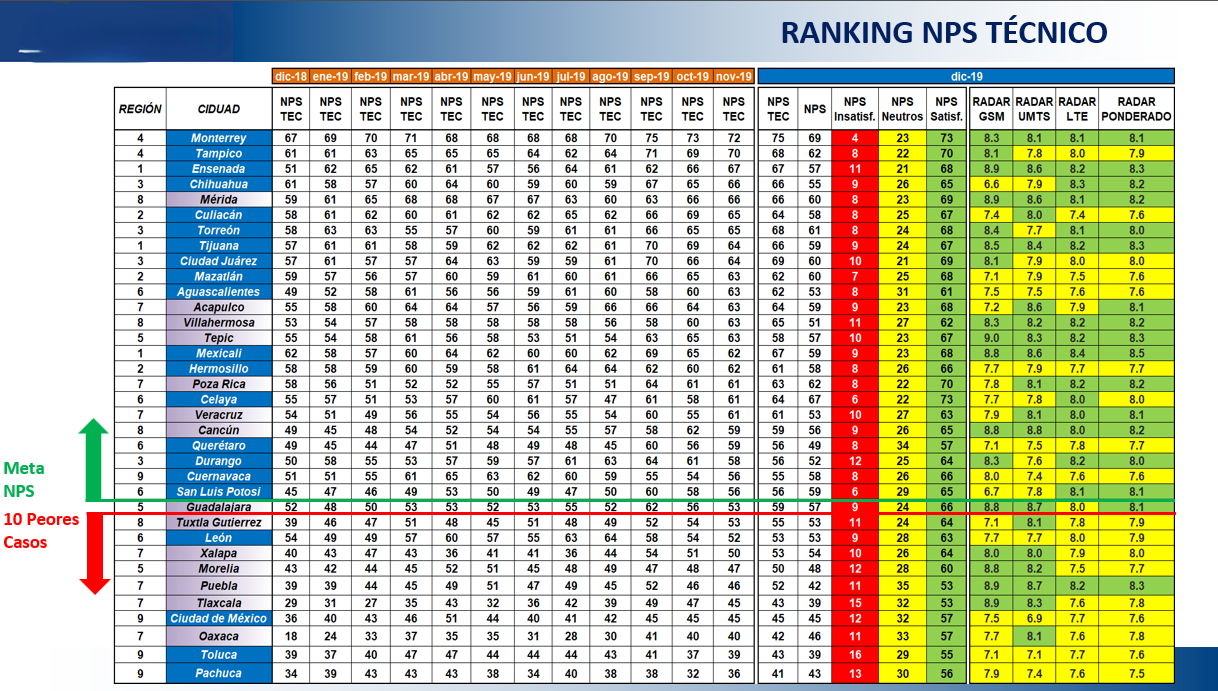 RANKING NPS TÉCNICO
dic-18 ene-19 feb-19 mar-19 abr-19 may-19 jun-19 jul-19 ago-19 sep-19 oct-19 nov-19 dic-19
REGIÓN CIUDAD NPS TEC NPS TEC NPS TEC NPS TEC NPS TEC NPS TEC NPS TEC NPS TEC NPS TEC NPS TEC NPS TEC NPS TEC NPS TEC NPS NPS Insatisf. NPS Neutros NPS Satisf. RADAR GSM RADAR UMTS RADAR LTE RADAR PONDERADO
4 Monterrey 67 69 70 71 68 68 68 68 70 75 73 72 75 69 4 23 73 8.3 8.1 8.1 8.1
4 Tampico 61 61 63 65 65 65 64 62 64 71 69 70 68 62 8 22 70 8.1 7.8 8.0 7.9
1 Ensenada 51 62 65 62 61 57 56 64 61 62 66 67 67 57 11 21 68 8.9 8.6 8.2 8.3
3 Chihuahua 61 58 57 60 64 60 59 60 59 67 65 66 66 55 9 26 65 6.6 7.9 8.3 8.2
8 Mérida 59 61 65 68 68 67 67 63 60 63 66 66 66 60 8 23 69 8.9 8.6 8.1 8.2
2 Culiacán 58 61 62 60 61 62 62 65 62 66 69 65 64 58 8 25 67 7.4 8.0 7.4 7.6
3 Torreón 58 63 63 55 57 60 59 61 61 66 65 65 68 61 8 24 68 8.4 7.7 8.1 8.0
1 Tijuana 57 61 61 58 59 62 62 62 61 70 69 64 66 59 9 24 67 8.5 8.4 8.2 8.3
3 Ciudad Juárez 57 61 57 57 64 63 59 59 61 70 66 64 69 60 10 21 69 8.1 7.9 8.0 8.0
2 Mazatlán 59 57 56 57 60 59 61 60 61 66 65 63 62 60 7 25 68 7.1 7.9 7.5 7.6
6 Aguascalientes 49 52 58 61 56 56 59 61 60 58 60 63 62 53 8 31 61 7.5 7.5 7.6 7.6
7 Acapulco 55 58 60 64 64 57 56 59 66 66 64 63 64 59 9 23 68 7.2 8.6 7.9 8.1
8 Villahermosa 53 54 57 58 58 58 58 58 56 58 60 63 65 51 11 27 62 8.3 8.2 8.2 8.2
5 Tepic 55 54 58 61 56 58 53 51 54 63 65 63 58 57 10 23 67 9.0 8.3 8.2 8.3
1 Mexicali 62 58 57 60 64 62 60 60 62 69 65 62 67 59 9 23 68 8.8 8.6 8.4 8.5
2 Hermosillo 58 58 59 60 59 58 61 64 64 62 60 62 61 58 8 26 66 7.7 7.9 7.7 7.7
7 Poza Rica 58 56 51 52 52 55 57 51 51 64 61 61 63 62 8 22 70 7.8 8.1 8.2 8.2
6 Celaya 55 57 51 53 57 60 61 57 47 61 58 61 64 67 6 22 73 7.7 7.8 8.0 8.0
7 Veracruz 54 51 49 56 55 54 56 55 54 60 55 61 61 53 10 27 63 7.9 8.1 8.0 8.1
8 Cancún 49 45 48 54 52 54 54 55 57 58 62 59 59 56 9 26 65 8.8 8.8 8.0 8.2
6 Querétaro 49 45 44 47 51 48 49 48 45 60 56 59 56 49 8 34 57 7.1 7.5 7.8 7.7
3 Durango 50 58 55 53 57 59 57 61 63 64 61 58 56 52 12 25 64 8.3 7.6 8.2 8.0
9 Cuernavaca 51 51 55 61 65 63 62 60 59 55 54 56 55 58 8 26 66 8.0 7.4 7.6 7.6
Meta
NPS
6 San Luis Potosí 45 47 46 49 53 50 49 47 50 60 58 56 56 59 6 29 65 6.7 7.8 8.1 8.1
5 Guadalajara 52 48 50 53 53 52 53 55 52 62 56 53 59 57 9 24 66 8.8 8.7 8.0 8.1
10 Peores
Casos
8 Tuxtla Gutierrez 39 46 47 51 48 45 51 48 49 52 54 53 55 53 11 24 64 7.1 8.1 7.8 7.9
6 León 54 49 49 57 60 57 55 63 64 58 54 52 53 53 9 28 63 7.7 7.7 8.0 7.9
7 Xalapa 40 43 47 43 36 41 41 36 44 54 51 50 53 54 10 26 64 8.0 8.0 7.9 8.0
5 Morelia 43 42 44 45 52 51 45 48 49 47 48 47 50 48 12 28 60 8.8 8.2 7.5 7.7
7 Puebla 39 39 44 45 49 51 47 49 45 52 46 46 52 42 11 35 53 8.9 8.7 8.2 8.3
7 Tlaxcala 29 31 27 35 43 32 36 42 39 49 47 45 43 39 15 32 53 8.9 8.3 7.6 7.8
9 Ciudad de México 36 40 43 46 51 44 40 41 42 45 45 45 45 45 12 32 57 7.5 6.9 7.7 7.6
7 Oaxaca 18 24 33 37 35 35 31 28 30 41 40 40 42 46 11 33 57 7.7 8.1 7.6 7.8
9 Toluca 39 37 40 47 47 44 44 44 43 41 37 39 43 39 16 29 55 7.1 7.1 7.7 7.6
9 Pachuca 34 39 43 43 43 38 34 40 38 38 32 36 41 43 13 30 56 7.9 7.4 7.6 7.5